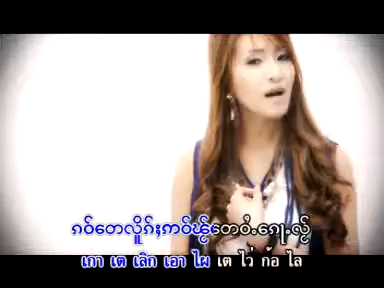 ၵဝ်တေလိူၵ်ႈဢဝ်ၽႂ်တေဝႆႉၵေႃႉလႂ်
เกา เต เลิก เอา ไผ เต ไว่ ก้อ ไล